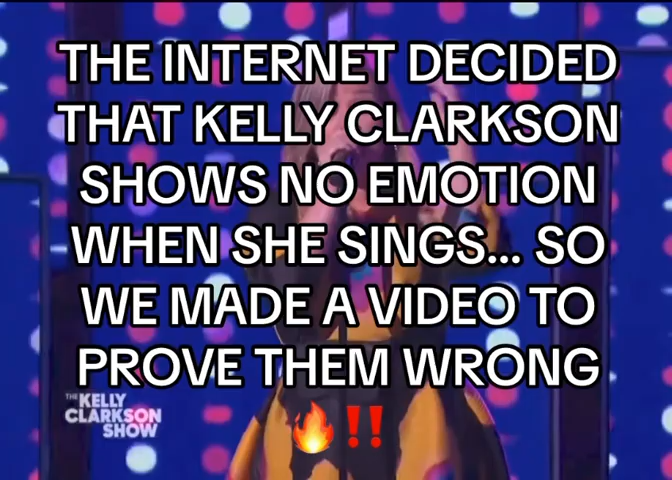 THE INTERNET DECIDED
THAT KELLY CLARKSON
SHOWS NO EMOTION
WHEN SHE SINGS... SO
WE MADE A VIDEO TO
PROVE THEM WRONG
🔥‼️
THE KELLY
CLARKSON
SHOW